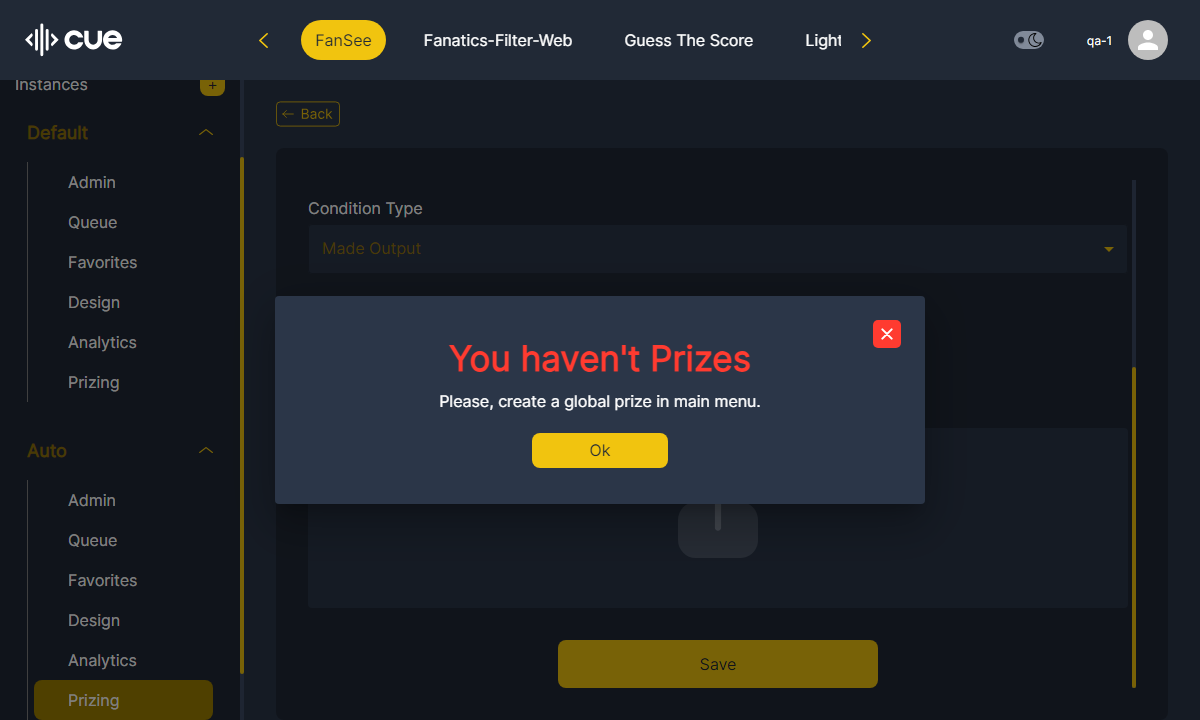 cue
FanSee
Fanatics-Filter-Web
Guess The Score
Light
qa-1
Instances
+
Default
Admin
Queue
Favorites
Design
Analytics
Prizing
Auto
Admin
Queue
Favorites
Design
Analytics
Prizing
← Back
Condition Type
Made Output
You haven't Prizes
Please, create a global prize in main menu.
Ok
Save